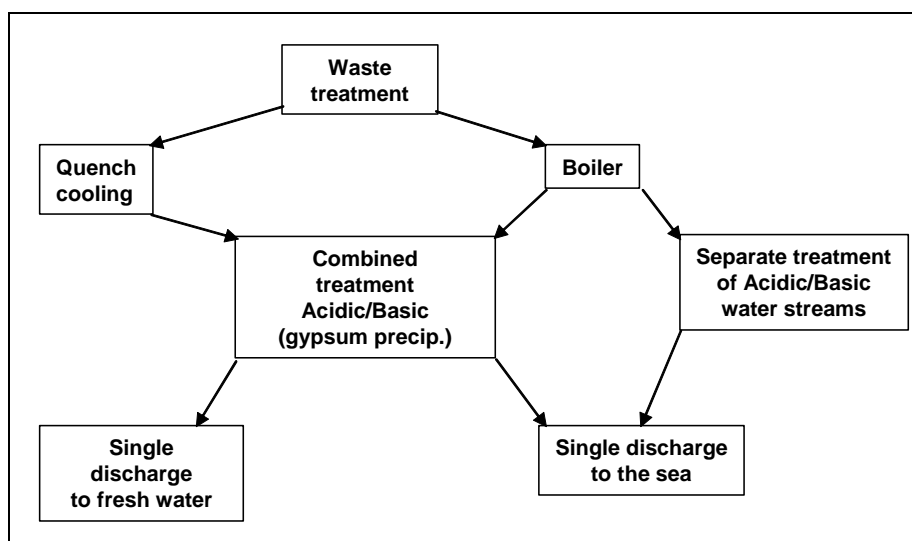 Waste
treatment
Quench
cooling
Boiler
Combined
treatment
Acidic/Basic
(gypsum precip.)
Separate treatment
of Acidic/Basic
water streams
Single
discharge
to fresh water
Single discharge
to the sea